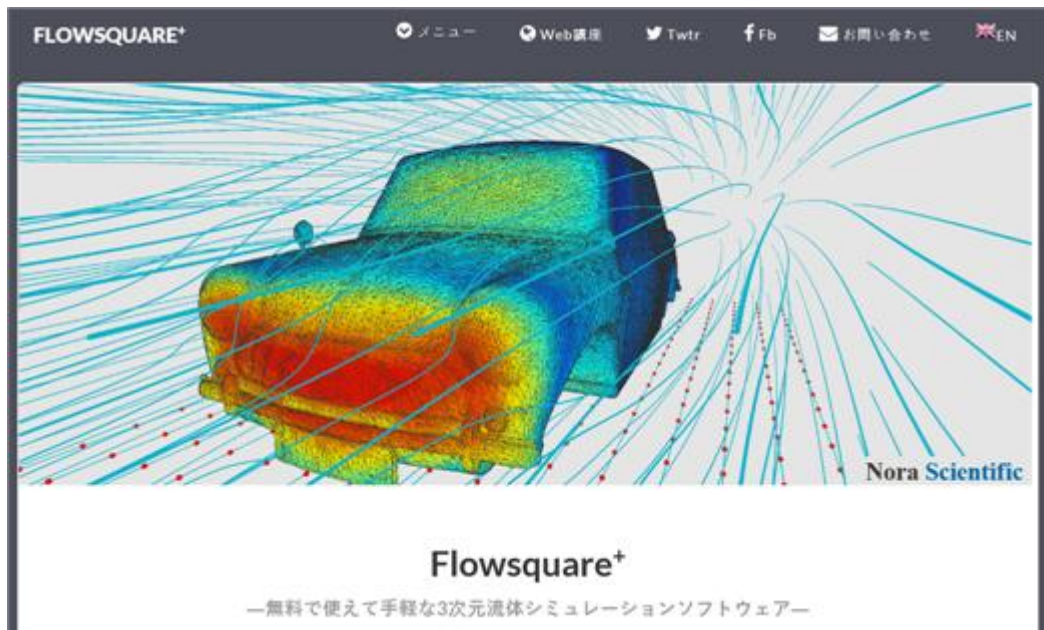 FLOWSQUARE⁺
メニュー
Web講座
Twtr
Fb
お問い合わせ
EN
Nora Scientific
Flowsquare⁺
—無料で使えて手軽な3次元流体シミュレーションソフトウェア—